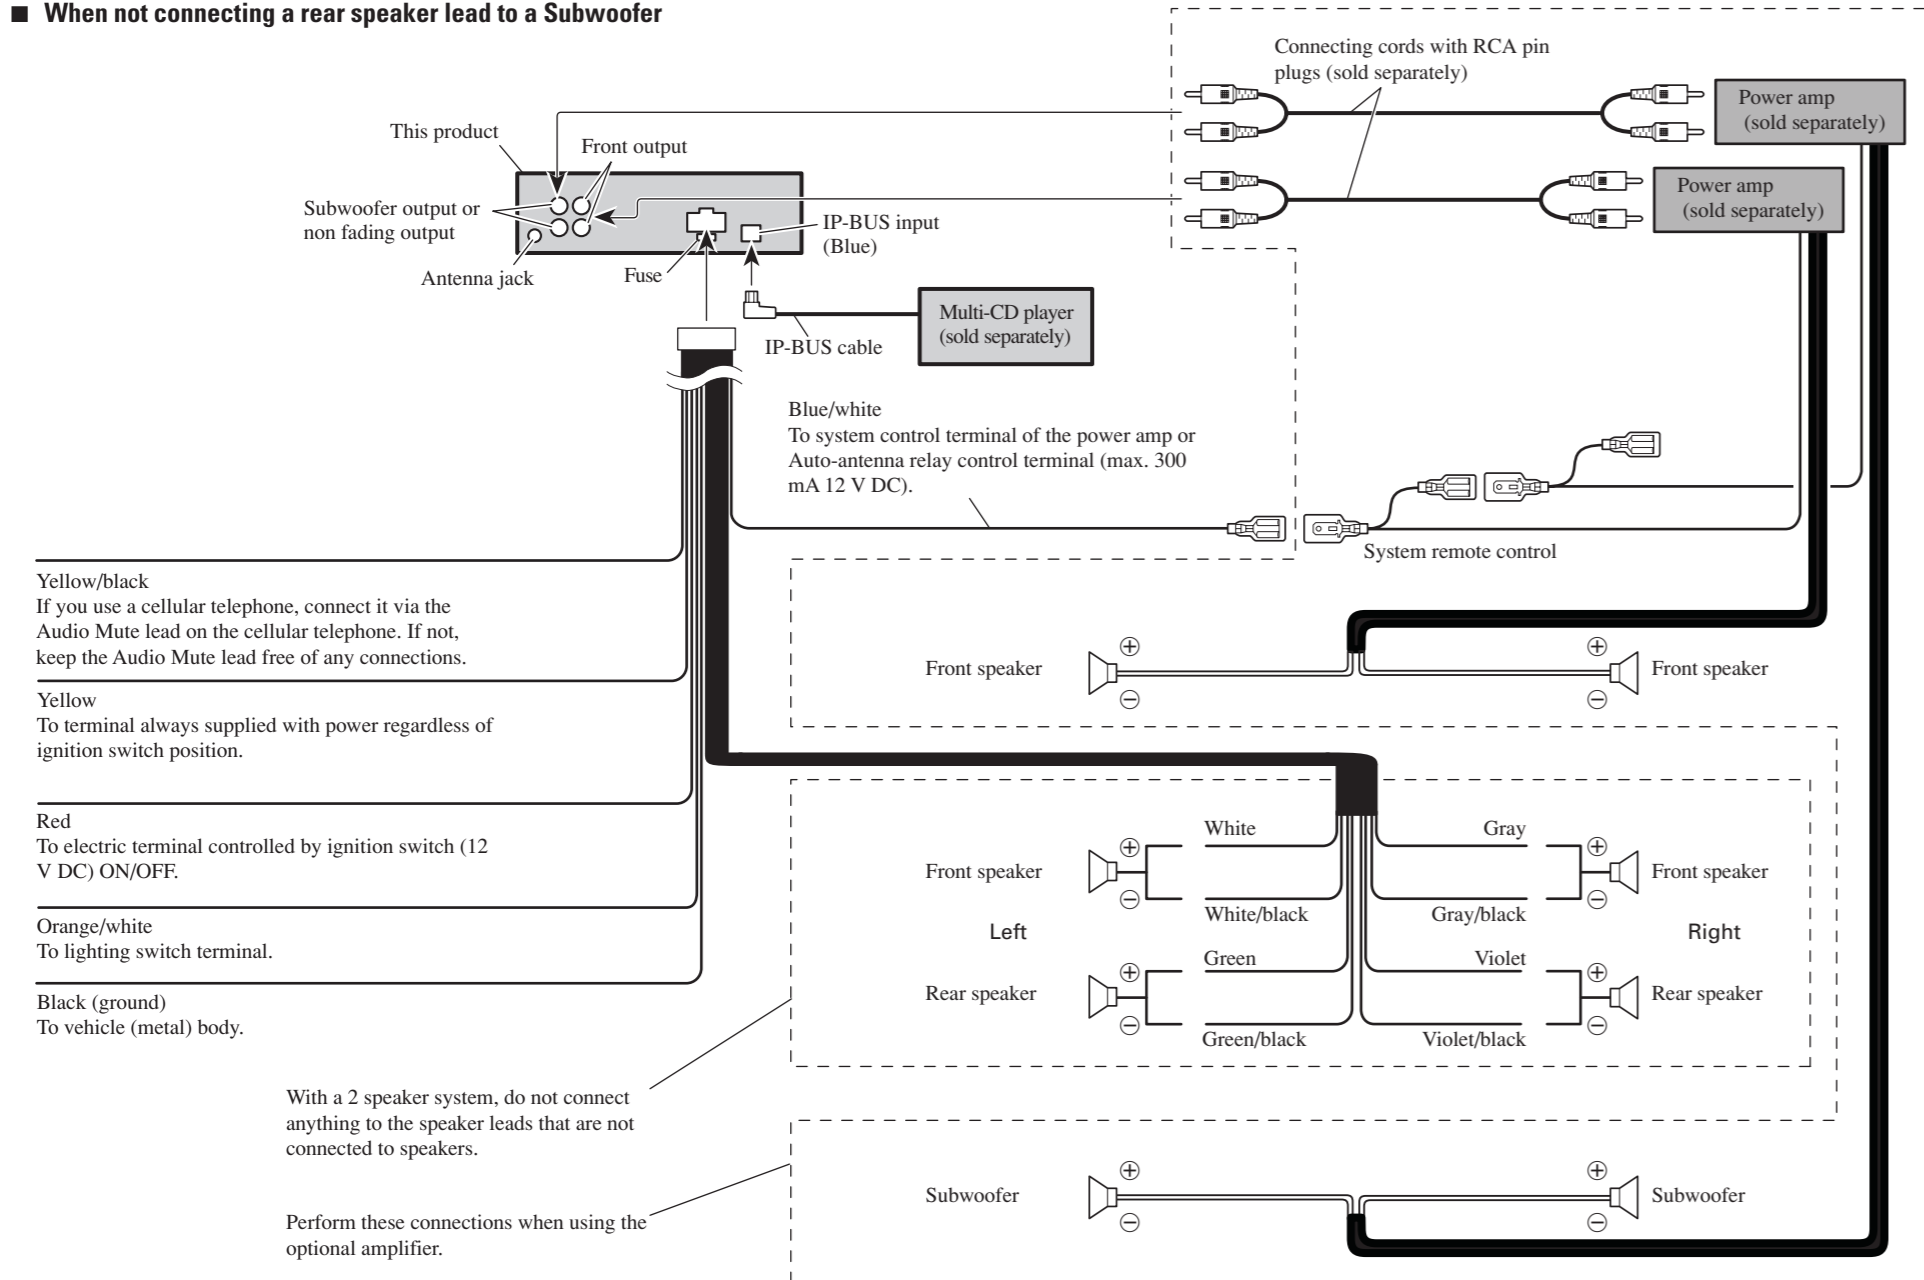 ■ When not connecting a rear speaker lead to a Subwoofer
Connecting cords with RCA pin
plugs (sold separately)
Power amp
(sold separately)
This product
Front output
Power amp
(sold separately)
Subwoofer output or
non fading output
IP-BUS input
(Blue)
Antenna jack
Fuse
Multi-CD player
(sold separately)
IP-BUS cable
Blue/white
To system control terminal of the power amp or
Auto-antenna relay control terminal (max. 300
mA 12 V DC).
System remote control
Yellow/black
If you use a cellular telephone, connect it via the
Audio Mute lead on the cellular telephone. If not,
keep the Audio Mute lead free of any connections.
Yellow
To terminal always supplied with power regardless of
ignition switch position.
Red
To electric terminal controlled by ignition switch (12
V DC) ON/OFF.
Orange/white
To lighting switch terminal.
Black (ground)
To vehicle (metal) body.
Front speaker
⊕
⊖
⊕
⊖
Front speaker
White
Gray
Front speaker
⊕
⊖
⊕
⊖
Front speaker
White/black
Gray/black
Left
Right
Green
Violet
Rear speaker
⊕
⊖
⊕
⊖
Rear speaker
Green/black
Violet/black
With a 2 speaker system, do not connect
anything to the speaker leads that are not
connected to speakers.
Subwoofer
⊕
⊖
⊕
⊖
Subwoofer
Perform these connections when using the
optional amplifier.